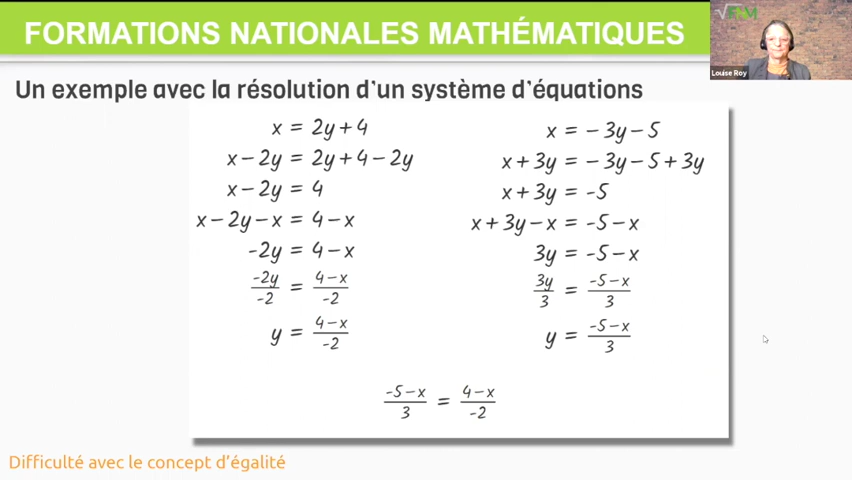 FORMATIONS NATIONALES MATHÉMATIQUES
Louise Roy
Un exemple avec la résolution d'un système d'équations
x = 2y + 4
x − 2y = 2y + 4 − 2y
x − 2y = 4
x − 2y − x = 4 − x
-2y = 4 − x
-2y/-2 = 4 − x/-2
y = 4 − x/-2
x = − 3y − 5
x + 3y = − 3y − 5 + 3y
x + 3y = -5
x + 3y − x = -5 − x
3y = -5 − x
3y/3 = -5 − x/3
y = -5 − x/3
-5 − x/3 = 4 − x/-2
Difficulté avec le concept d'égalité